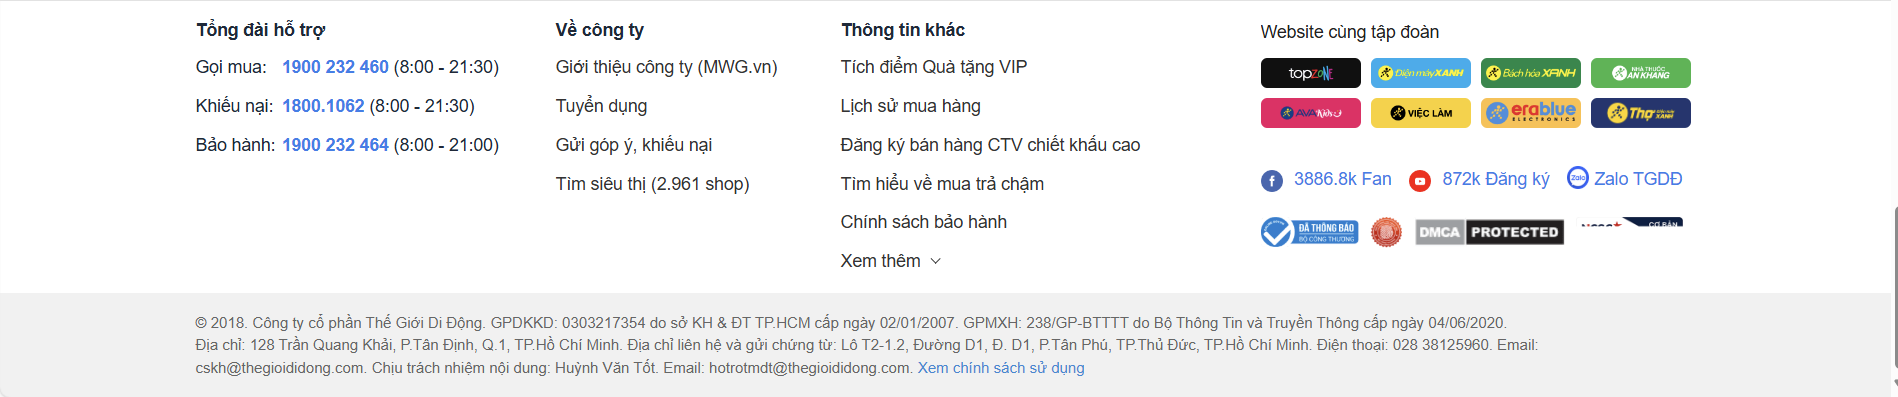 Tổng đài hỗ trợ
Gọi mua: 1900 232 460 (8:00 - 21:30)
Khiếu nại: 1800.1062 (8:00 - 21:30)
Bảo hành: 1900 232 464 (8:00 - 21:00)
Về công ty
Giới thiệu công ty (MWG.vn)
Tuyển dụng
Gửi góp ý, khiếu nại
Tìm siêu thị (2.961 shop)
Thông tin khác
Tích điểm Quà tặng VIP
Lịch sử mua hàng
Đăng ký bán hàng CTV chiết khấu cao
Tìm hiểu về mua trả chậm
Chính sách bảo hành
Xem thêm
Website cùng tập đoàn
topzone Điện máy XANH Bách hóa XANH NHÀ THUỐC AN KHANG
AVAKids VIỆC LÀM erablue ELECTRONICS Thợ ĐIỆN MÁY XANH
3886.8k Fan 872k Đăng ký Zalo Zalo TGDĐ
ĐÃ THÔNG BÁO BỘ CÔNG THƯƠNG DMCA PROTECTED CƠ BẢN
© 2018. Công ty cổ phần Thế Giới Di Động. GPDKKD: 0303217354 do sở KH & ĐT TP.HCM cấp ngày 02/01/2007. GPMXH: 238/GP-BTTTT do Bộ Thông Tin và Truyền Thông cấp ngày 04/06/2020.
Địa chỉ: 128 Trần Quang Khải, P.Tân Định, Q.1, TP.Hồ Chí Minh. Địa chỉ liên hệ và gửi chứng từ: Lô T2-1.2, Đường D1, Đ. D1, P.Tân Phú, TP.Thủ Đức, TP.Hồ Chí Minh. Điện thoại: 028 38125960. Email:
cskh@thegioididong.com. Chịu trách nhiệm nội dung: Huỳnh Văn Tốt. Email: hotrotmdt@thegioididong.com. Xem chính sách sử dụng